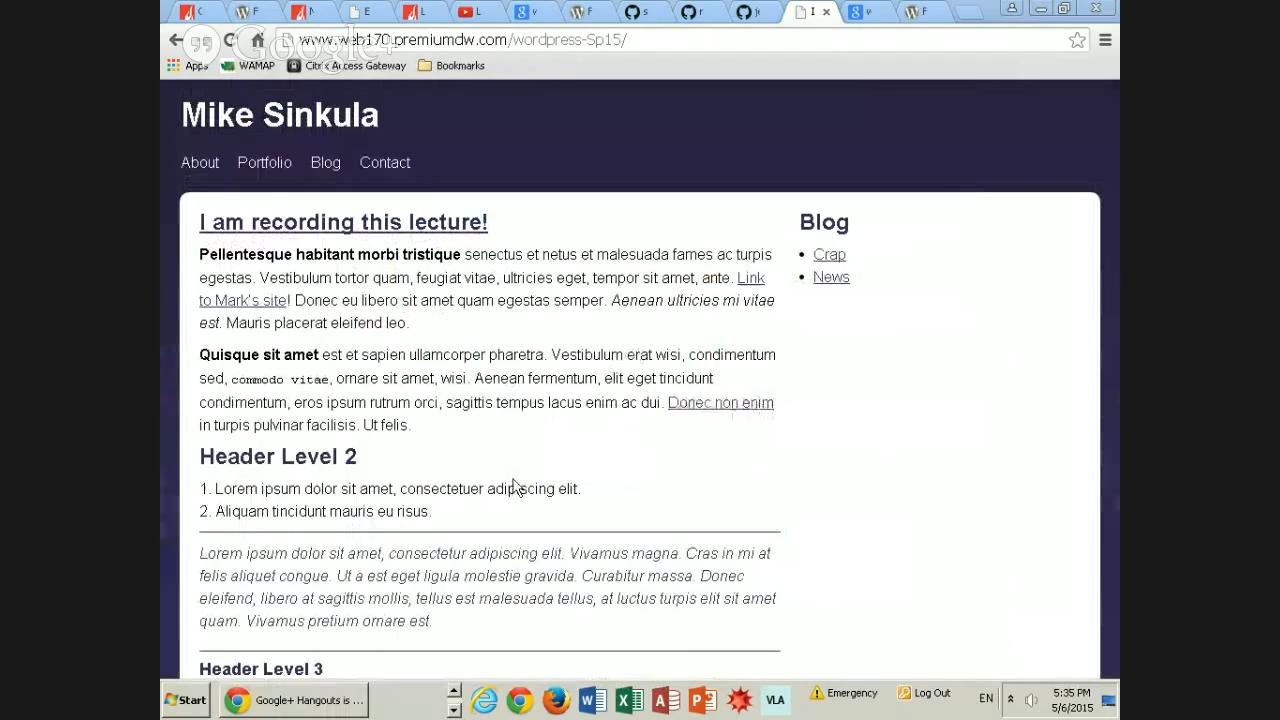 Google+
www.web170.premiumdw.com/wordpress-Sp15/
Apps WAMAP Citrix Access Gateway Bookmarks
Mike Sinkula
About Portfolio Blog Contact
I am recording this lecture!
Pellentesque habitant morbi tristique senectus et netus et malesuada fames ac turpis
egestas. Vestibulum tortor quam, feugiat vitae, ultricies eget, tempor sit amet, ante. Link
to Mark's site! Donec eu libero sit amet quam egestas semper. Aenean ultricies mi vitae
est. Mauris placerat eleifend leo.
Quisque sit amet est et sapien ullamcorper pharetra. Vestibulum erat wisi, condimentum
sed, commodo vitae, ornare sit amet, wisi. Aenean fermentum, elit eget tincidunt
condimentum, eros ipsum rutrum orci, sagittis tempus lacus enim ac dui. Donec non enim
in turpis pulvinar facilisis. Ut felis.
Header Level 2
1. Lorem ipsum dolor sit amet, consectetuer adipiscing elit.
2. Aliquam tincidunt mauris eu risus.
Lorem ipsum dolor sit amet, consectetur adipiscing elit. Vivamus magna. Cras in mi at
felis aliquet congue. Ut a est eget ligula molestie gravida. Curabitur massa. Donec
eleifend, libero at sagittis mollis, tellus est malesuada tellus, at luctus turpis elit sit amet
quam. Vivamus pretium ornare est.
Header Level 3
Blog
• Crap
• News
Start Google+ Hangouts is ... VLA Emergency Log Out EN 5:35 PM
5/6/2015